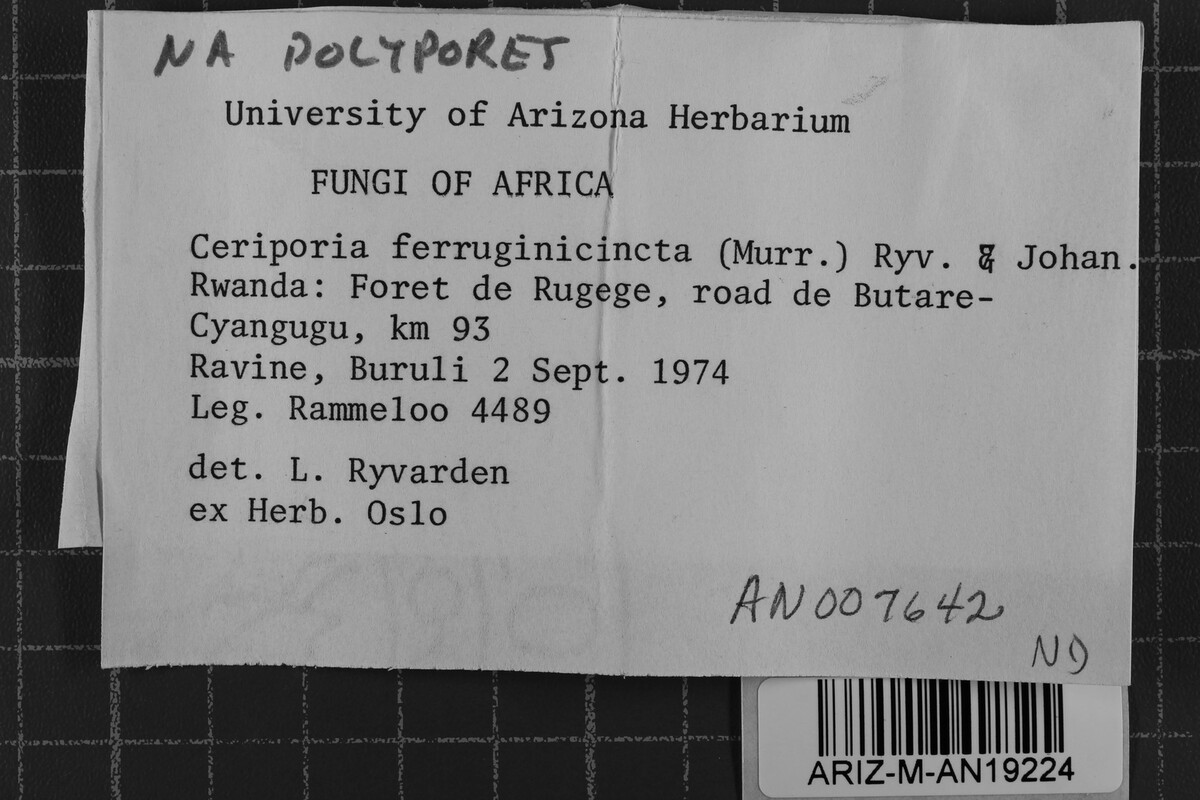 NA POLYPORET
University of Arizona Herbarium
FUNGI OF AFRICA
Ceriporia ferruginicincta (Murr.) Ryv. & Johan.
Rwanda: Foret de Rugege, road de Butare-
Cyangugu, km 93
Ravine, Buruli 2 Sept. 1974
Leg. Rammeloo 4489
det. L. Ryvarden
ex Herb. Oslo
AN007642
ND
ARIZ-M-AN19224